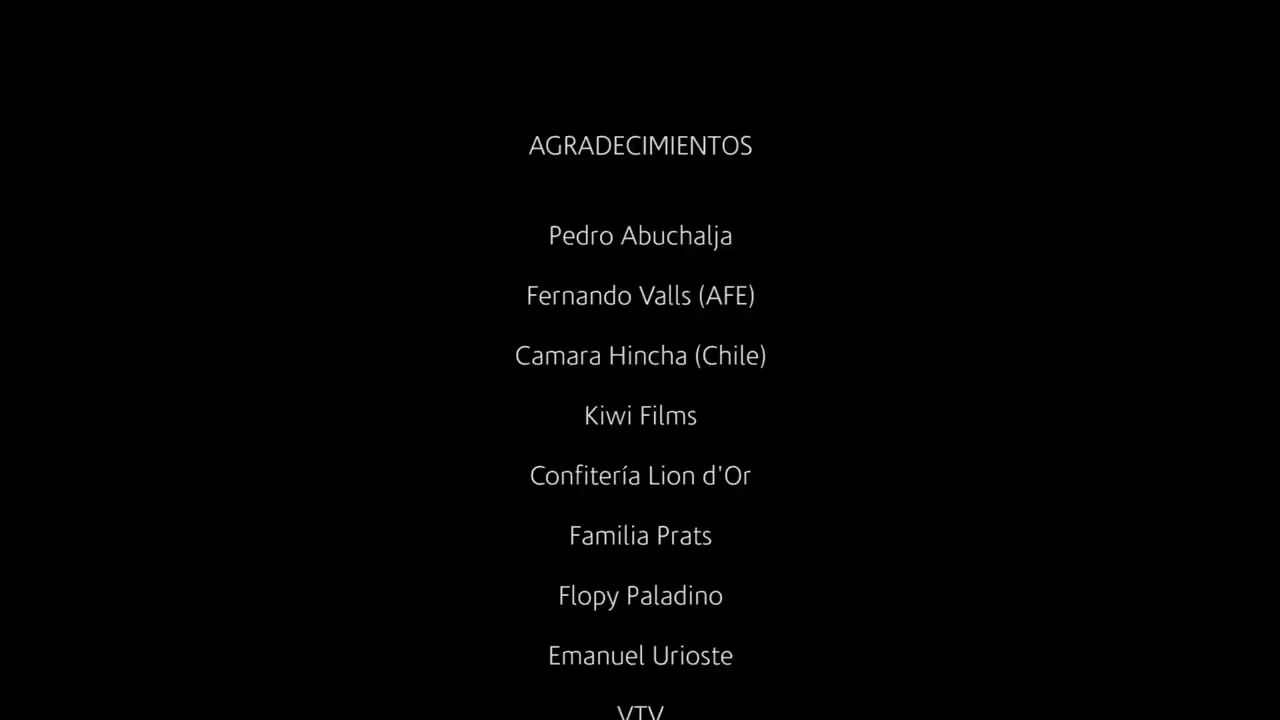 AGRADECIMIENTOS
Pedro Abuchalja
Fernando Valls (AFE)
Camara Hincha (Chile)
Kiwi Films
Confitería Lion d'Or
Familia Prats
Flopy Paladino
Emanuel Urioste
VTV